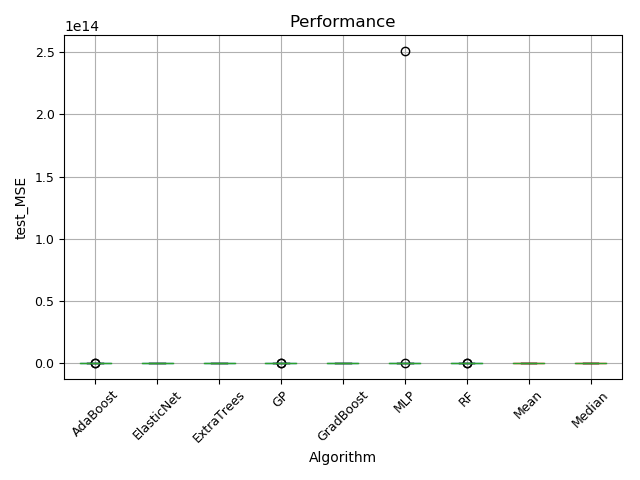 Performance
1e14
2.5
2.0
1.5
1.0
0.5
0.0
test_MSE
AdaBoost
ElasticNet
ExtraTrees
GP
GradBoost
MLP
RF
Mean
Median
Algorithm